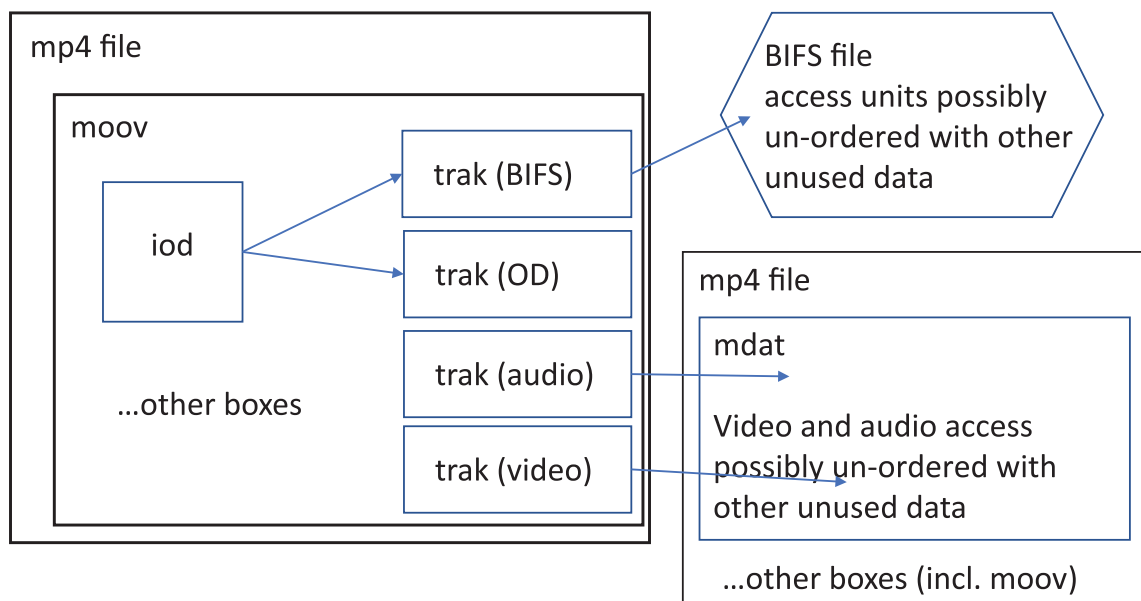 mp4 file
moov
iod
...other boxes
trak (BIFS)
trak (OD)
trak (audio)
trak (video)
BIFS file
access units possibly
un-ordered with other
unused data
mp4 file
mdat
Video and audio access
possibly un-ordered with
other unused data
...other boxes (incl. moov)